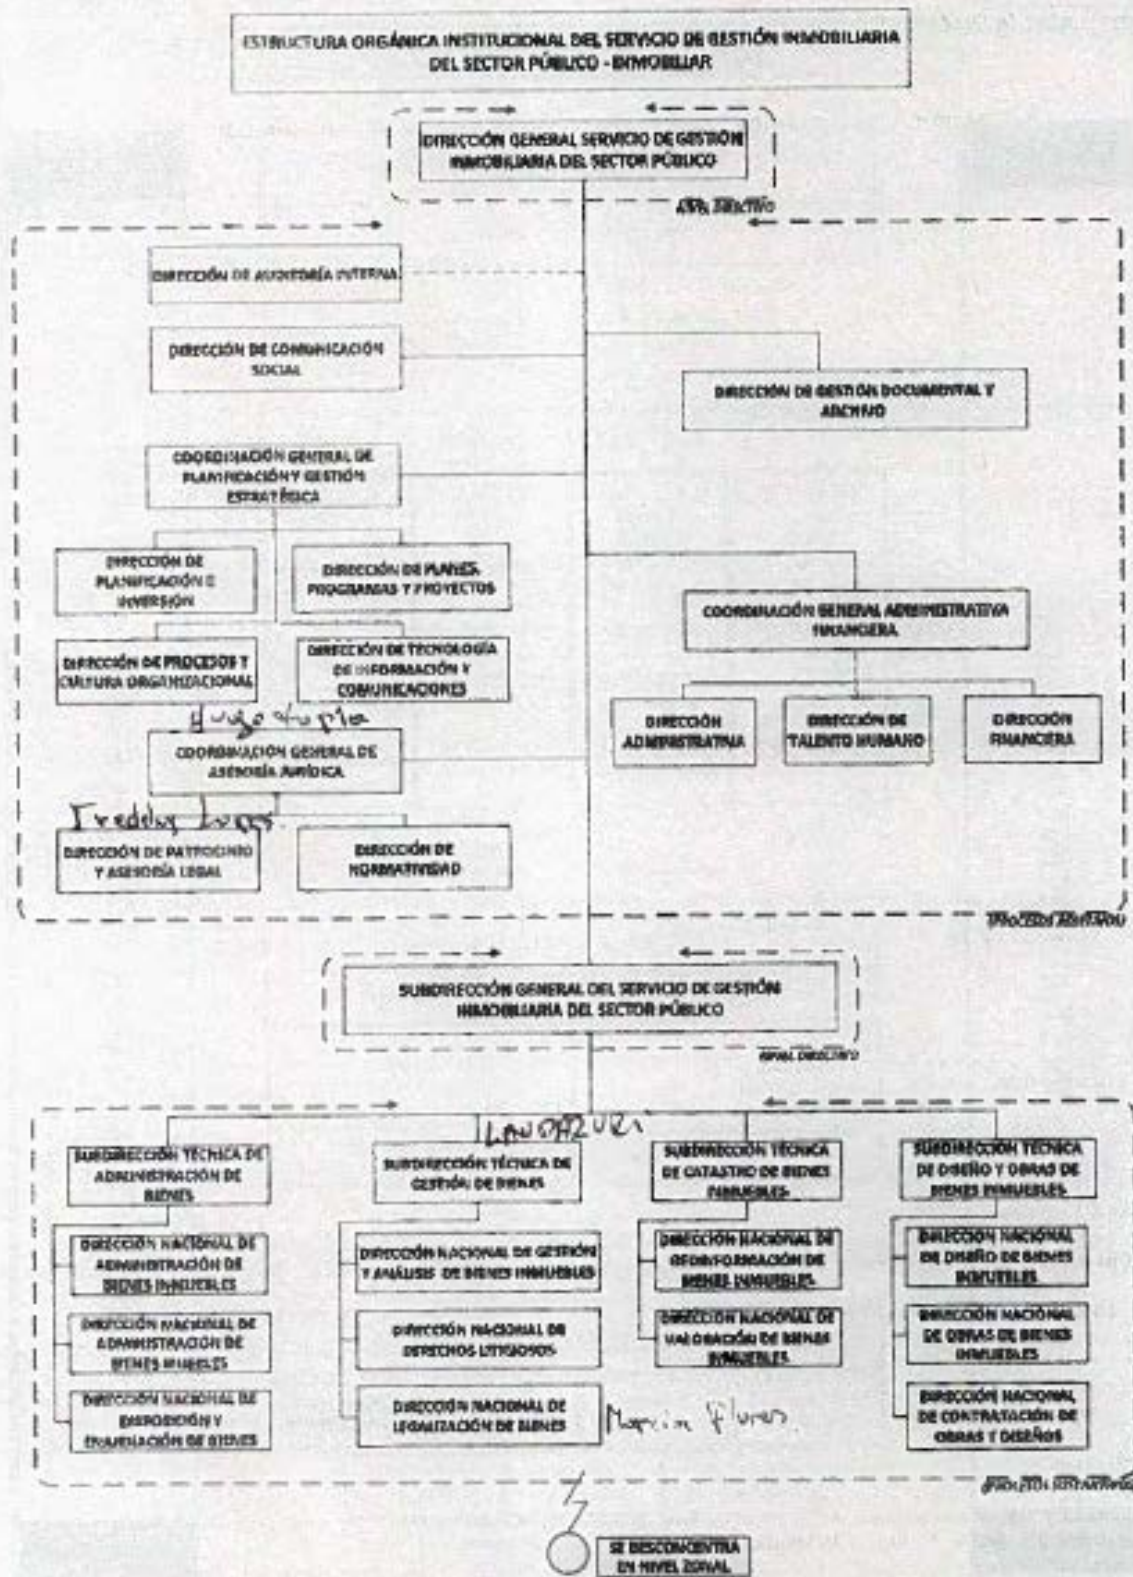 ESTRUCTURA ORGÁNICA INSTITUCIONAL DEL SERVICIO DE GESTIÓN INMOBILIARIA
DEL SECTOR PÚBLICO - INMOBILIAR
DIRECCIÓN GENERAL SERVICIO DE GESTIÓN
INMOBILIARIA DEL SECTOR PÚBLICO
NIVEL DIRECTIVO
DIRECCIÓN DE AUDITORÍA INTERNA
DIRECCIÓN DE COMUNICACIÓN
SOCIAL
DIRECCIÓN DE GESTIÓN DOCUMENTAL Y
ARCHIVO
COORDINACIÓN GENERAL DE
PLANIFICACIÓN Y GESTIÓN
ESTRATÉGICA
DIRECCIÓN DE
PLANIFICACIÓN E
INVERSIÓN
DIRECCIÓN DE PLANES,
PROGRAMAS Y PROYECTOS
DIRECCIÓN DE PROCESOS Y
CULTURA ORGANIZACIONAL
DIRECCIÓN DE TECNOLOGÍA
DE INFORMACIÓN Y
COMUNICACIONES
COORDINACIÓN GENERAL ADMINISTRATIVA
FINANCIERA
DIRECCIÓN
ADMINISTRATIVA
DIRECCIÓN DE
TALENTO HUMANO
DIRECCIÓN
FINANCIERA
Hugo
COORDINACIÓN GENERAL DE
ASESORÍA JURÍDICA
Freddy
DIRECCIÓN DE PATROCINIO
Y ASESORÍA LEGAL
DIRECCIÓN DE
NORMATIVIDAD
SUBDIRECCIÓN GENERAL DEL SERVICIO DE GESTIÓN
INMOBILIARIA DEL SECTOR PÚBLICO
NIVEL DIRECTIVO
LANDAZURI
SUBDIRECCIÓN TÉCNICA DE
ADMINISTRACIÓN DE
BIENES
DIRECCIÓN NACIONAL DE
ADMINISTRACIÓN DE
BIENES INMUEBLES
DIRECCIÓN NACIONAL DE
ADMINISTRACIÓN DE
BIENES MUEBLES
DIRECCIÓN NACIONAL DE
DISPOSICIÓN Y
ENAJENACIÓN DE BIENES
SUBDIRECCIÓN TÉCNICA DE
GESTIÓN DE BIENES
DIRECCIÓN NACIONAL DE GESTIÓN
Y ANÁLISIS DE BIENES INMUEBLES
DIRECCIÓN NACIONAL DE
DERECHOS LITIGIOSOS
DIRECCIÓN NACIONAL DE
LEGALIZACIÓN DE BIENES
Flores
SUBDIRECCIÓN TÉCNICA
DE CATASTRO DE BIENES
INMUEBLES
DIRECCIÓN NACIONAL DE
GEOINFORMACIÓN DE
BIENES INMUEBLES
DIRECCIÓN NACIONAL DE
VALORACIÓN DE BIENES
INMUEBLES
SUBDIRECCIÓN TÉCNICA
DE DISEÑO Y OBRAS DE
BIENES INMUEBLES
DIRECCIÓN NACIONAL
DE DISEÑO DE BIENES
INMUEBLES
DIRECCIÓN NACIONAL
DE OBRAS DE BIENES
INMUEBLES
DIRECCIÓN NACIONAL
DE CONTRATACIÓN DE
OBRAS Y DISEÑOS
SE DESCONCENTRA
EN NIVEL ZONAL